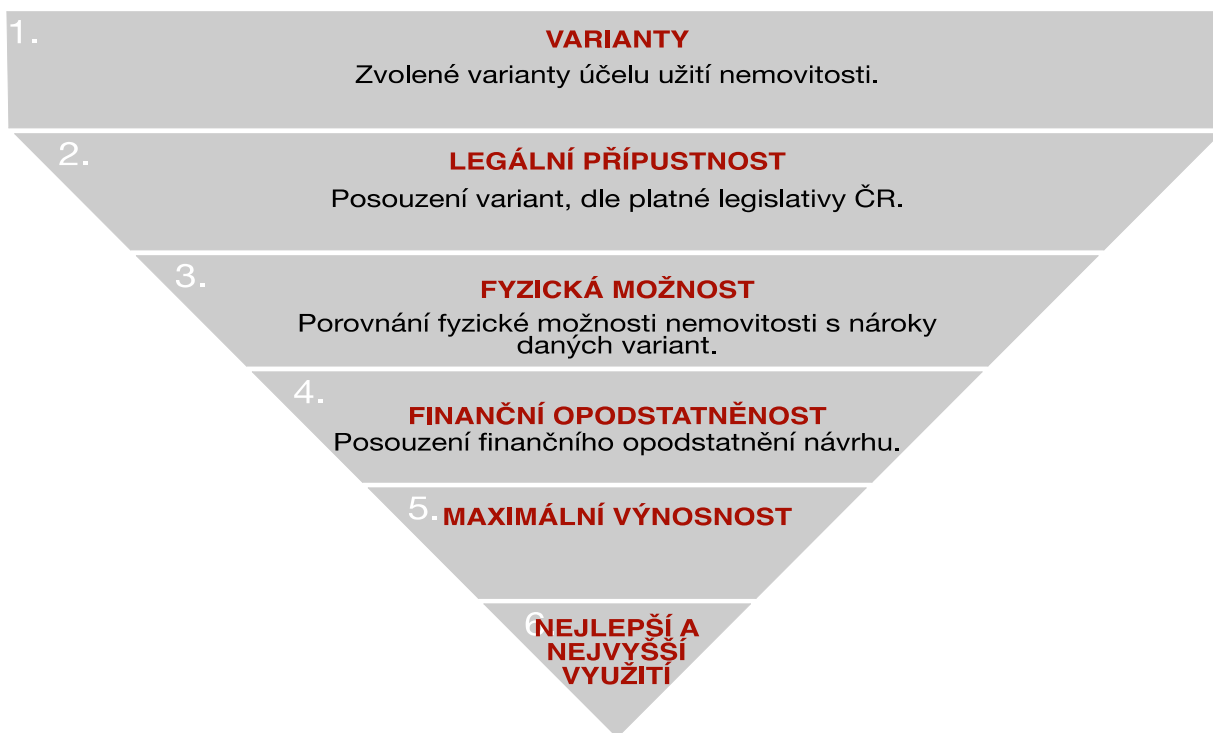 1.
VARIANTY
Zvolené varianty účelu užití nemovitosti.
2.
LEGÁLNÍ PŘÍPUSTNOST
Posouzení variant, dle platné legislativy ČR.
3.
FYZICKÁ MOŽNOST
Porovnání fyzické možnosti nemovitosti s nároky
daných variant.
4.
FINANČNÍ OPODSTATNĚNOST
Posouzení finančního opodstatnění návrhu.
5.
MAXIMÁLNÍ VÝNOSNOST
6.
NEJLEPŠÍ A
NEJVYŠŠÍ
VYUŽITÍ